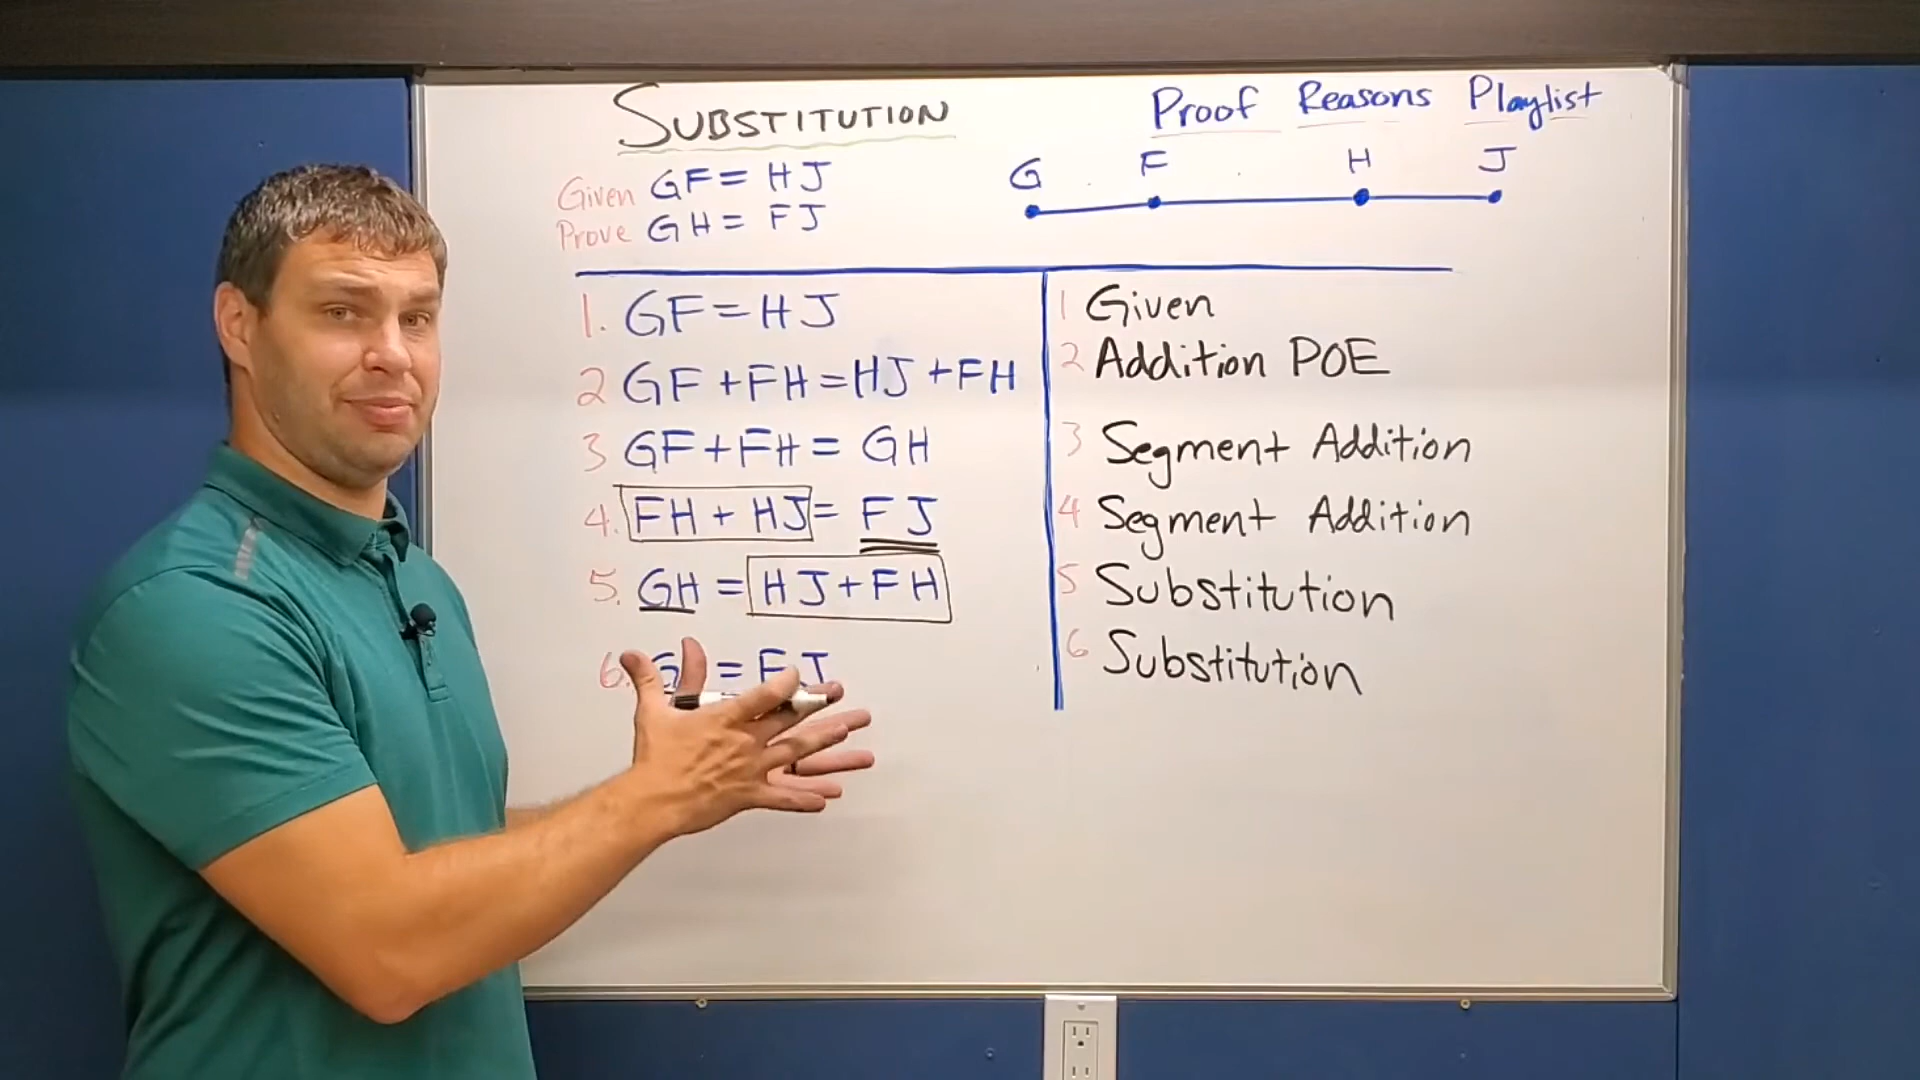 SUBSTITUTION
Proof Reasons Playlist
Given GF = HJ
Prove GH = FJ
G F H J
1. GF = HJ
1 Given
2 GF + FH = HJ + FH
2 Addition POE
3 GF + FH = GH
3 Segment Addition
4. FH + HJ = FJ
4 Segment Addition
5. GH = HJ + FH
5 Substitution
6. = FJ
6 Substitution